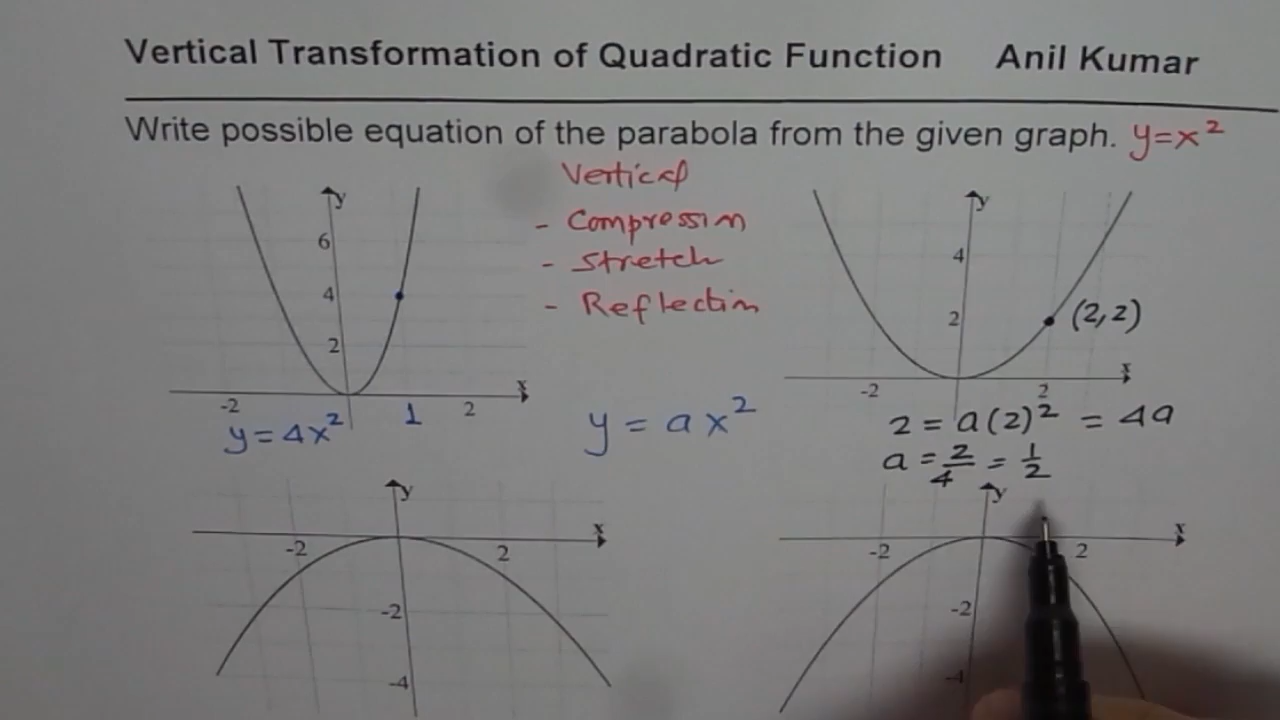 Vertical Transformation of Quadratic Function Anil Kumar
Write possible equation of the parabola from the given graph. y=x²
Vertical
- Compression
- Stretch
- Reflection
y
6
4
2
-2
1
2
x
y=4x²
y = ax²
y
4
2
(2,2)
-2
2
x
2 = a(2)² = 4a
a = 2/4 = 1/2
y
x
-2
2
-2
-4
y
x
-2
2
-2
-4